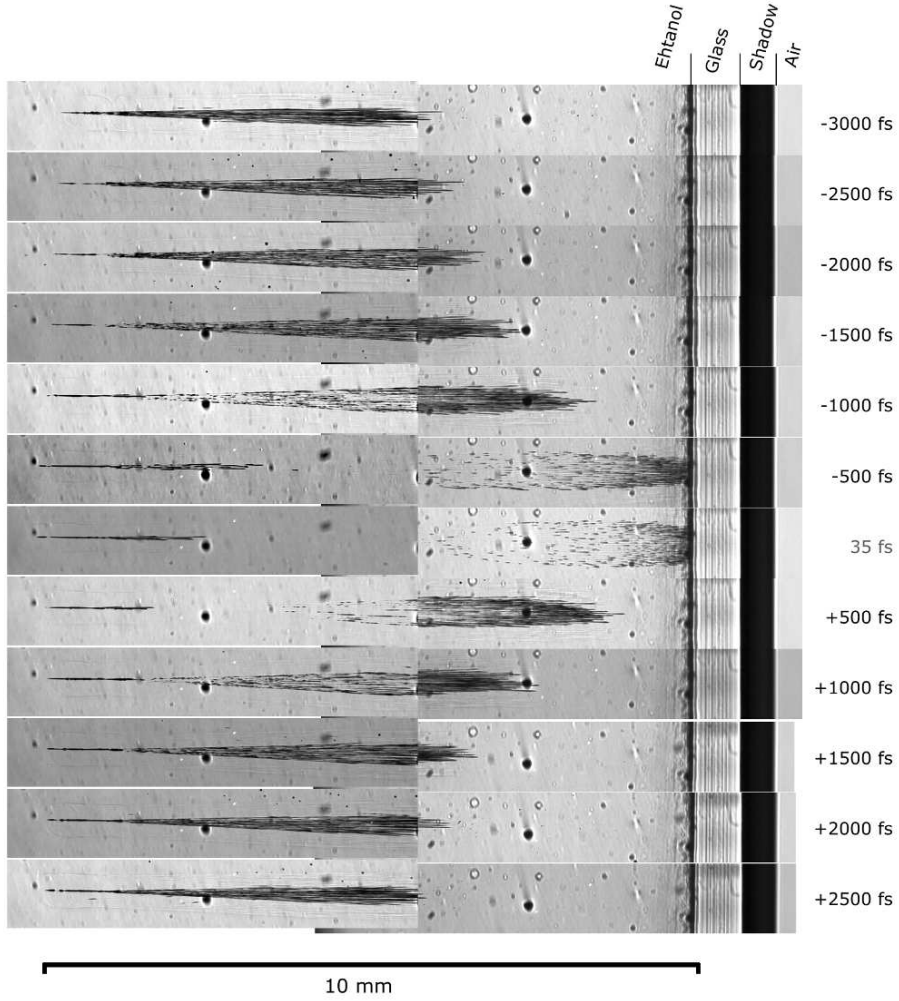 Ehtanol
Glass
Shadow
Air
-3000 fs
-2500 fs
-2000 fs
-1500 fs
-1000 fs
-500 fs
35 fs
+500 fs
+1000 fs
+1500 fs
+2000 fs
+2500 fs
10 mm